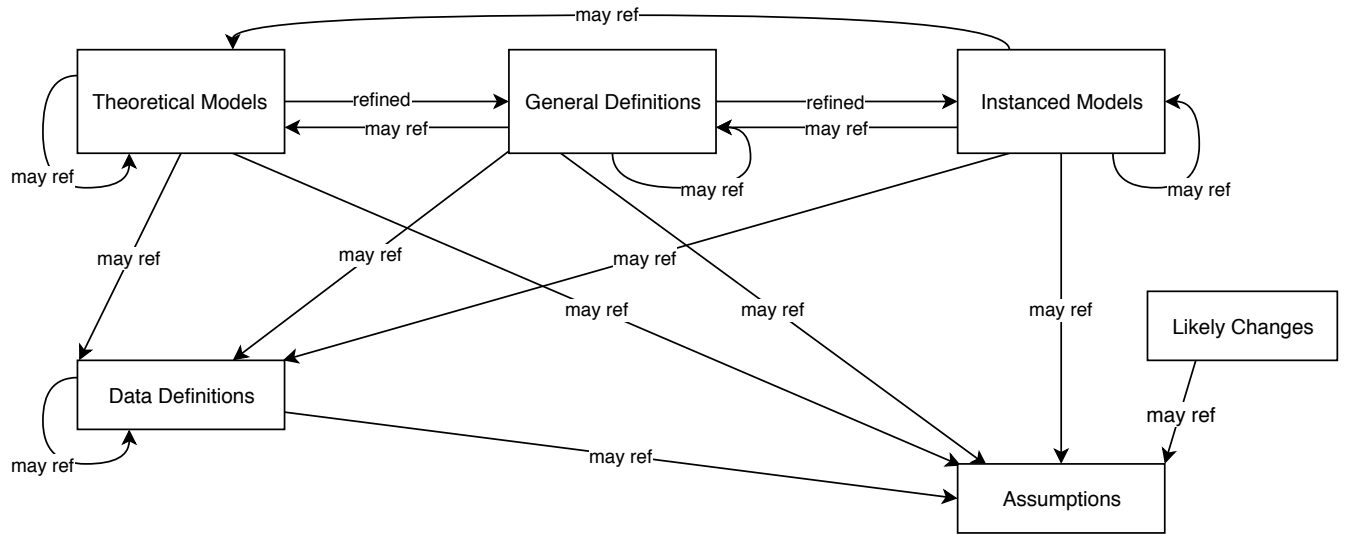 may ref
Theoretical Models
refined
General Definitions
refined
Instanced Models
may ref
may ref
may ref
may ref
may ref
may ref
may ref
may ref
may ref
may ref
may ref
may ref
Likely Changes
Data Definitions
may ref
may ref
may ref
Assumptions